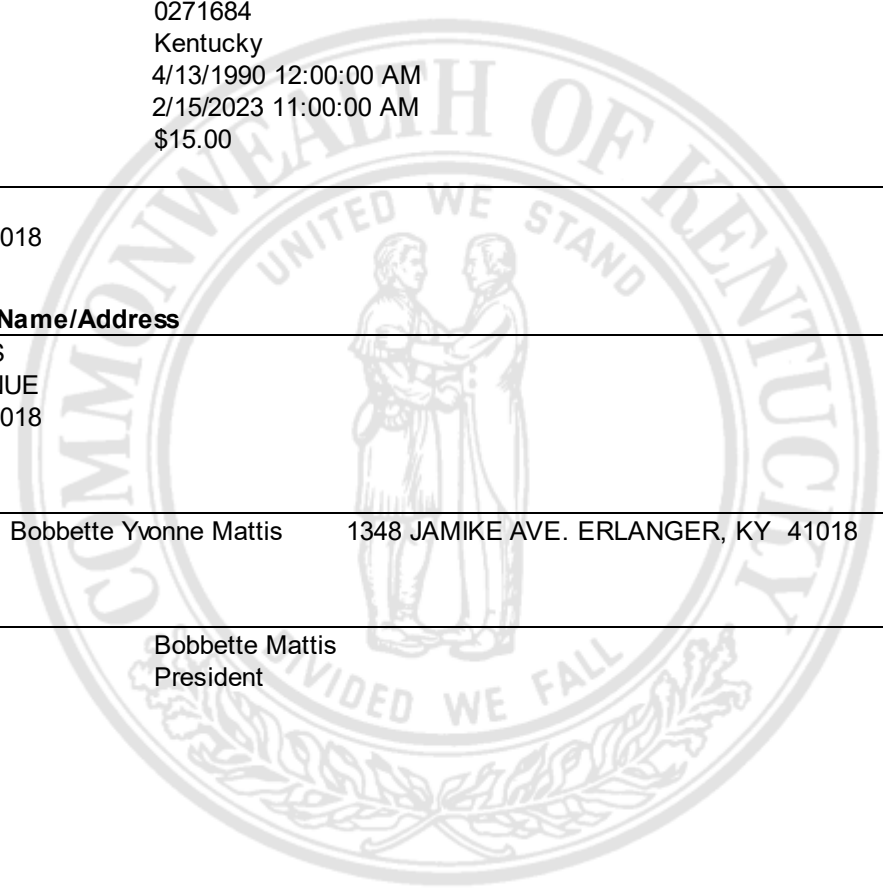 0271684
Kentucky
4/13/1990 12:00:00 AM
2/15/2023 11:00:00 AM
$15.00
018
Name/Address
S
NUE
018
Bobbette Yvonne Mattis 1348 JAMIKE AVE. ERLANGER, KY 41018
Bobbette Mattis
President
COMMONWEALTH OF KENTUCKY
UNITED WE STAND
DIVIDED WE FALL